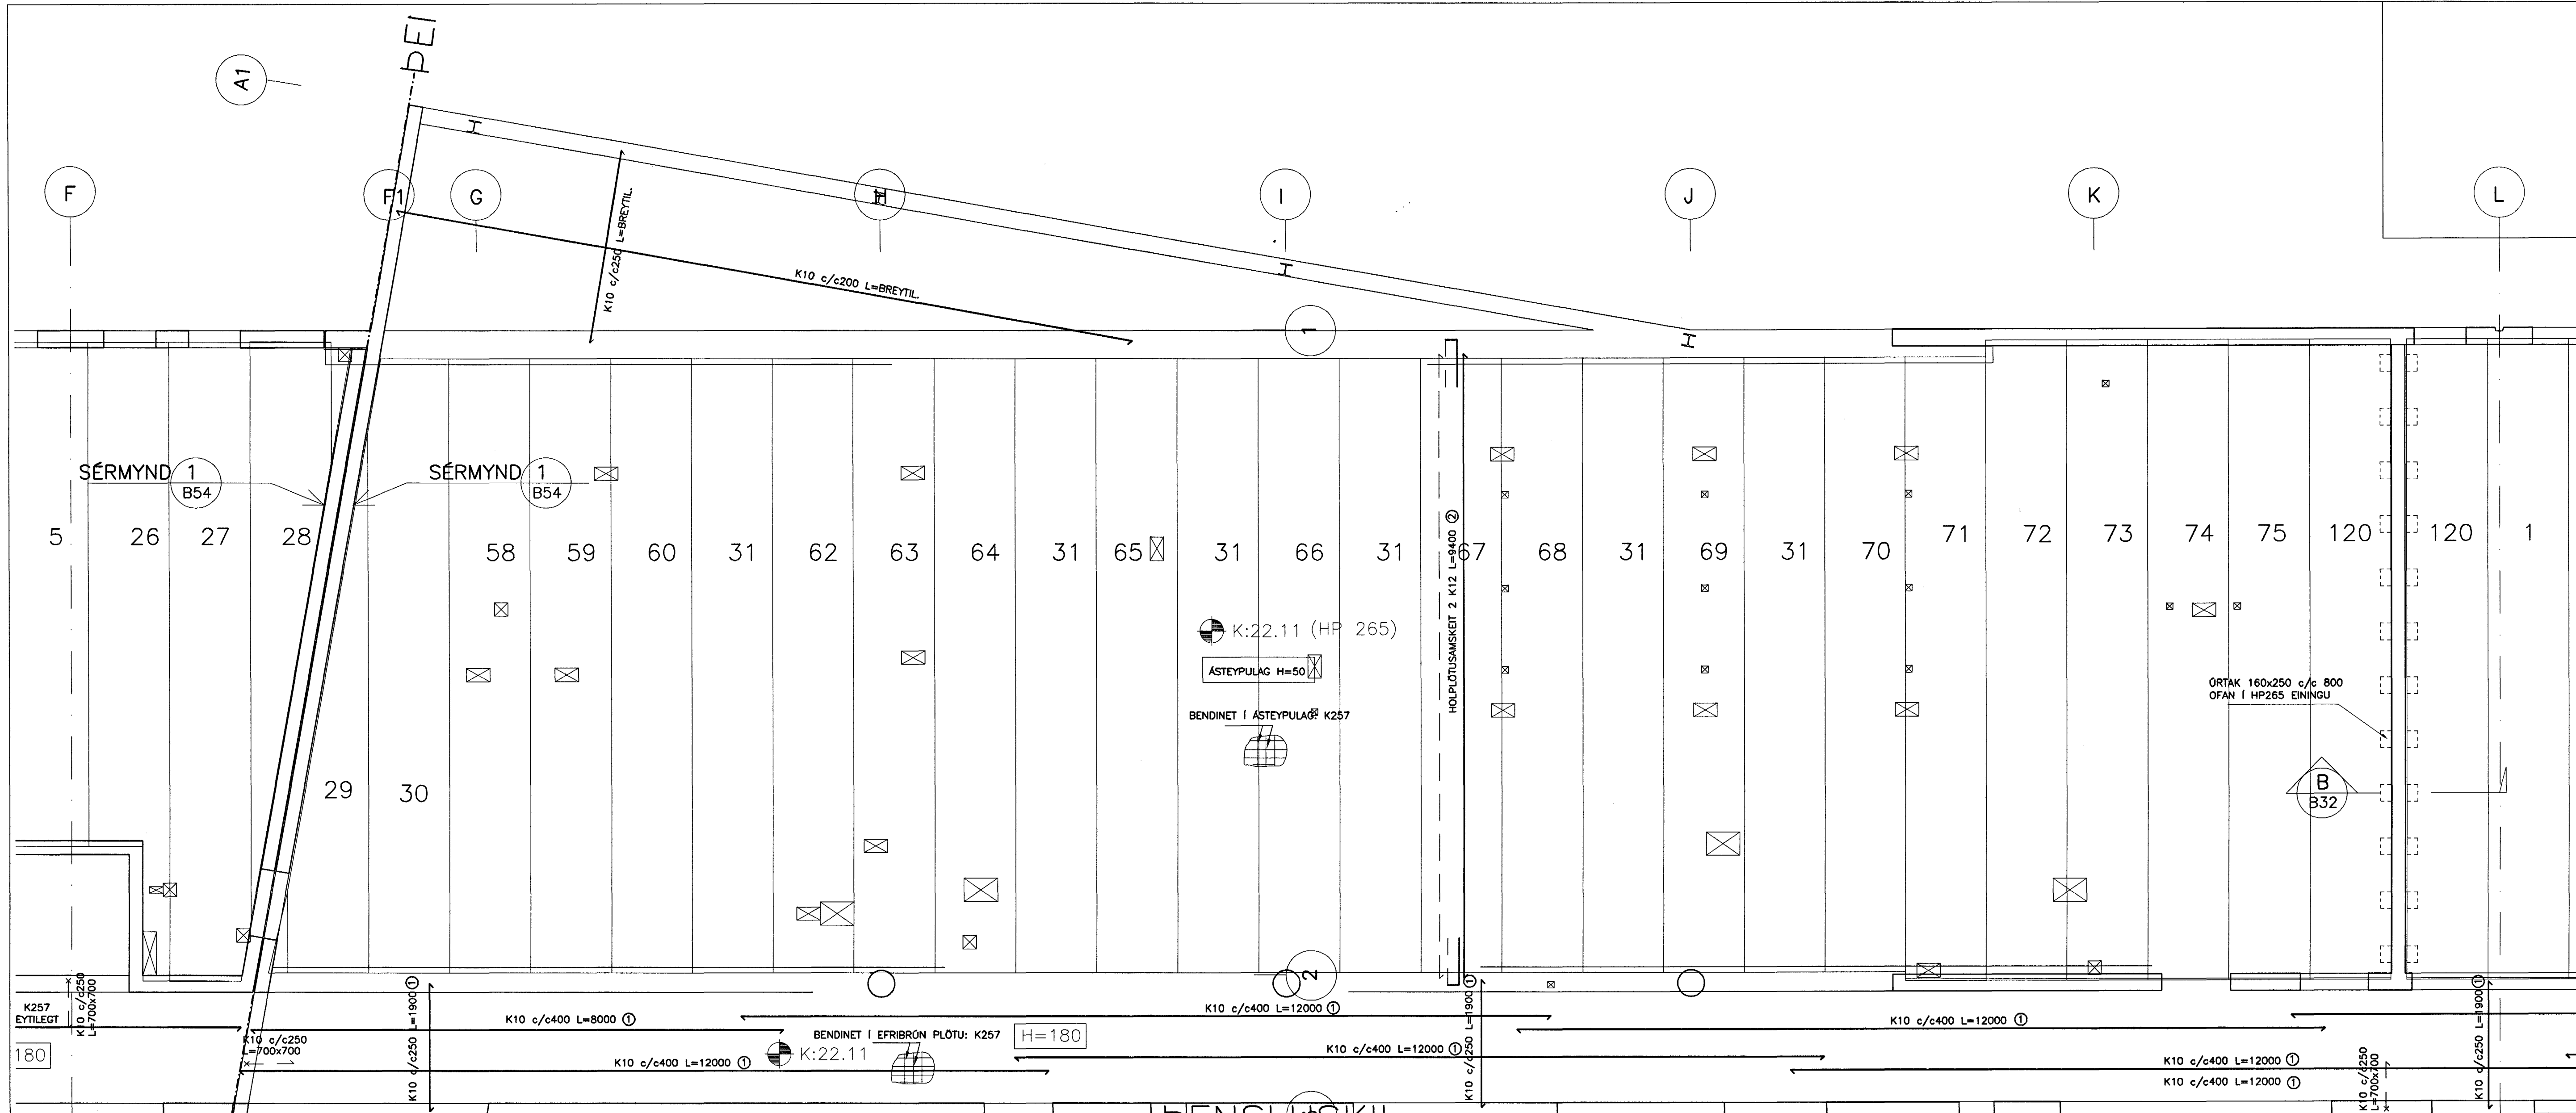 A1
ÞEI
F
F1
G
H
I
J
K
L
K10 c/c250 L=BREYTIL.
K10 c/c200 L=BREYTIL.
1
SÉRMYND 1
B54
SÉRMYND 1
B54
5
26
27
28
29
30
58
59
60
31
62
63
64
31
65
31
66
31
67
68
31
69
31
70
71
72
73
74
75
120
120
1
HOLPLÖTUSAMSKEIT 2 K12 L=9400 ②
K:22.11 (HP 265)
ÁSTEYPULAG H=50
BENDINET Í ÁSTEYPULAG: K257
ÚRTAK 160x250 c/c 800
OFAN Í HP265 EININGU
B
B32
2
K257
EYTILEGT
K10 c/c250
L=700x700
180
K10 c/c250
L=700x700
K10 c/c250 L=1900 ①
K10 c/c400 L=8000 ①
K10 c/c400 L=12000 ①
BENDINET Í EFRIBRÚN PLÖTU: K257
H=180
K:22.11
K10 c/c400 L=12000 ①
K10 c/c400 L=12000 ①
K10 c/c250 L=1900 ①
K10 c/c400 L=12000 ①
K10 c/c400 L=12000 ①
K10 c/c400 L=12000 ①
K10 c/c250
L=700x700
K10 c/c250 L=1900 ①